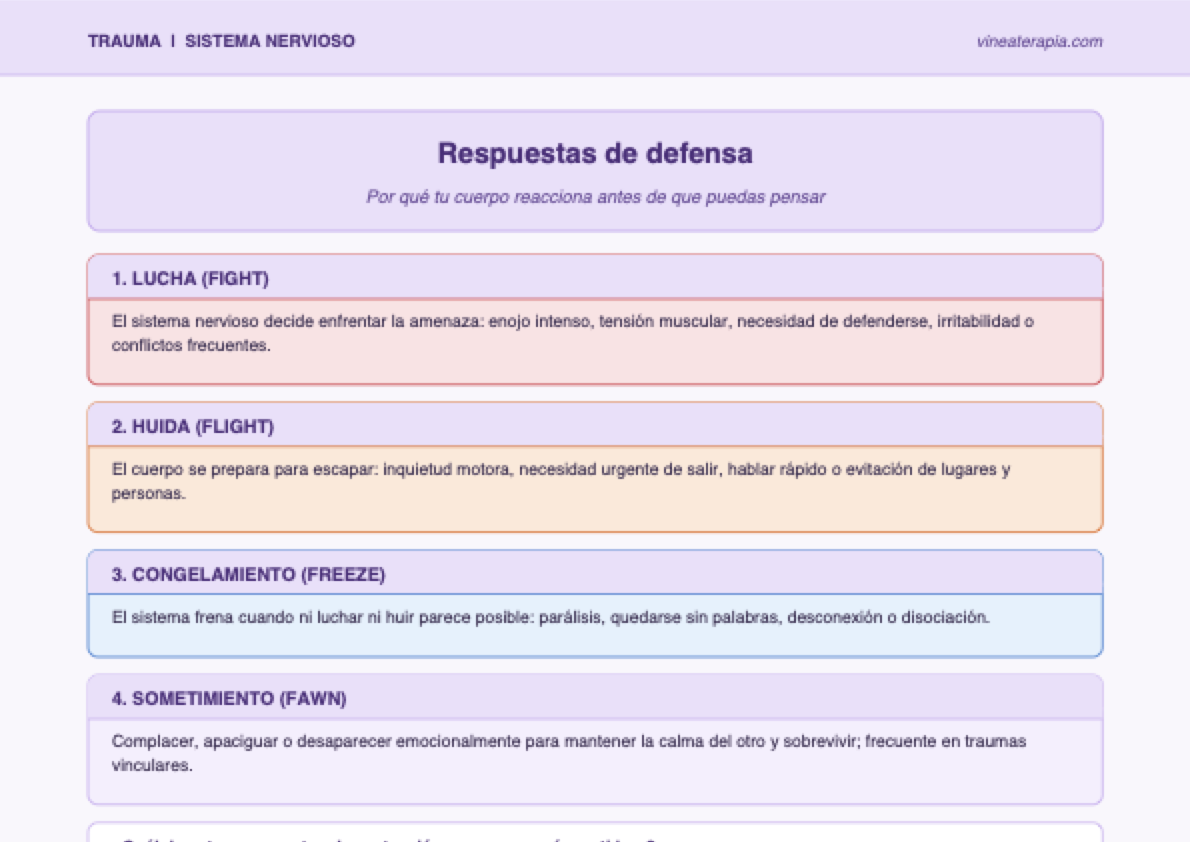 TRAUMA | SISTEMA NERVIOSO
vineaterapia.com
Respuestas de defensa
Por qué tu cuerpo reacciona antes de que puedas pensar
1. LUCHA (FIGHT)
El sistema nervioso decide enfrentar la amenaza: enojo intenso, tensión muscular, necesidad de defenderse, irritabilidad o
conflictos frecuentes.
2. HUIDA (FLIGHT)
El cuerpo se prepara para escapar: inquietud motora, necesidad urgente de salir, hablar rápido o evitación de lugares y
personas.
3. CONGELAMIENTO (FREEZE)
El sistema frena cuando ni luchar ni huir parece posible: parálisis, quedarse sin palabras, desconexión o disociación.
4. SOMETIMIENTO (FAWN)
Complacer, apaciguar o desaparecer emocionalmente para mantener la calma del otro y sobrevivir; frecuente en traumas
vinculares.